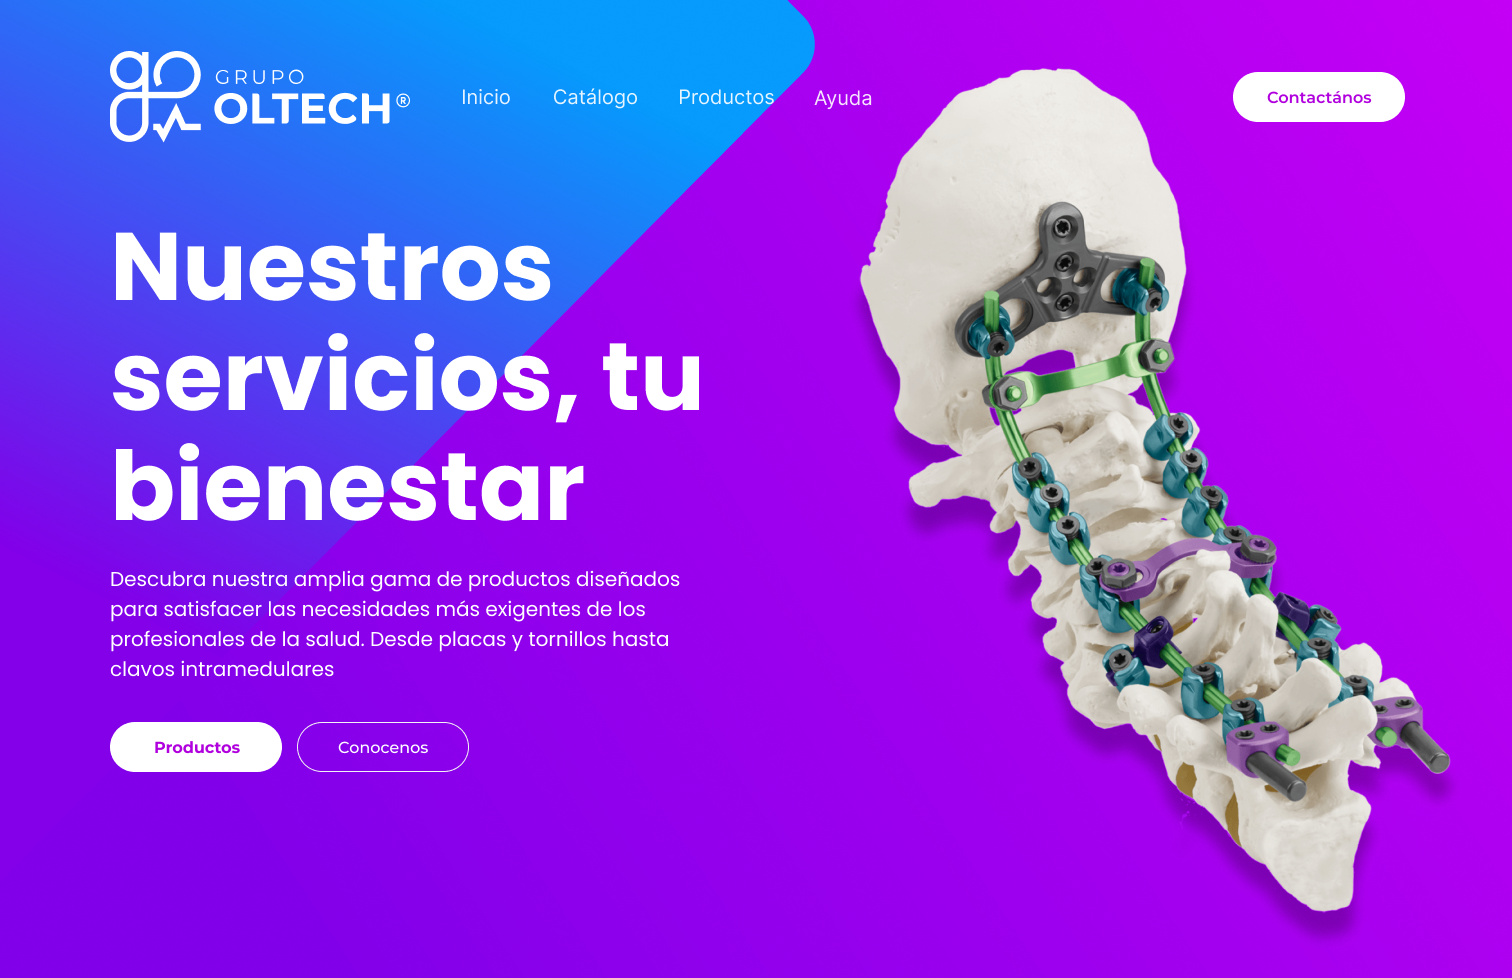 GRUPO
OLTECH®
Inicio
Catálogo
Productos
Ayuda
Contactános
Nuestros
servicios, tu
bienestar
Descubra nuestra amplia gama de productos diseñados
para satisfacer las necesidades más exigentes de los
profesionales de la salud. Desde placas y tornillos hasta
clavos intramedulares
Productos
Conocenos